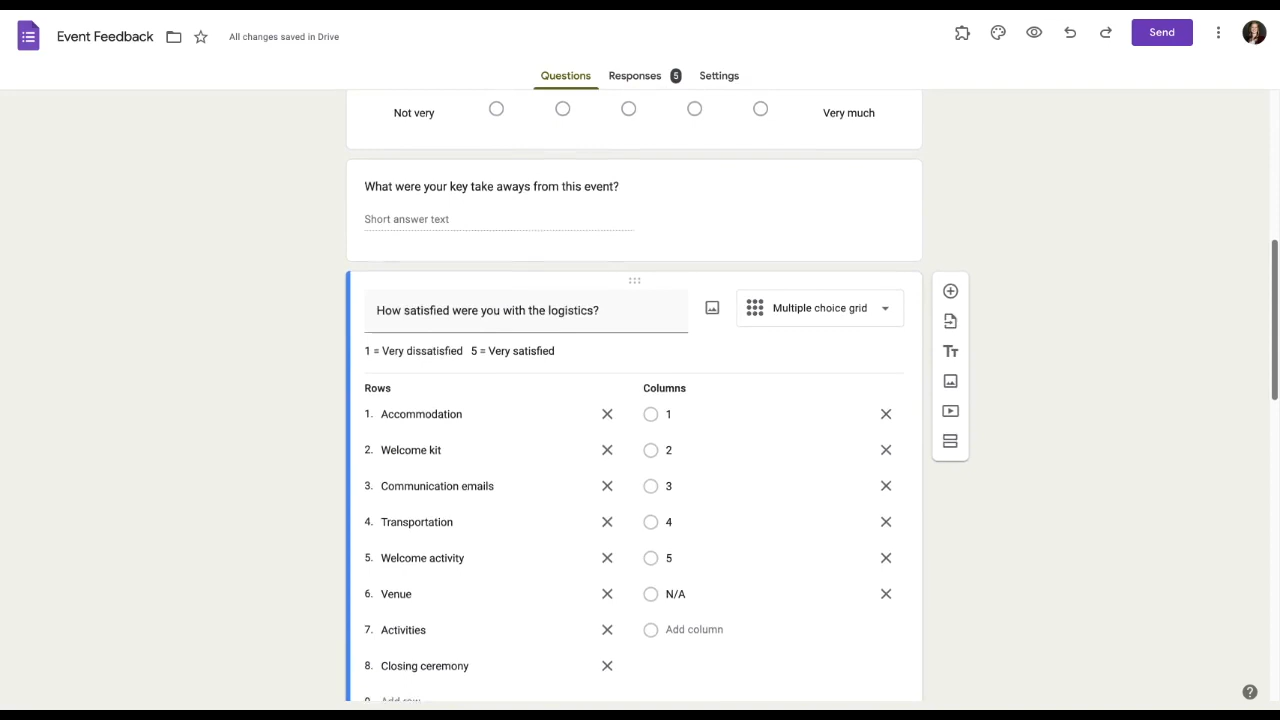 Event Feedback
All changes saved in Drive
Send
Questions Responses 5 Settings
Not very Very much
What were your key take aways from this event?
Short answer text
How satisfied were you with the logistics?
Multiple choice grid
1 = Very dissatisfied 5 = Very satisfied
Rows Columns
1. Accommodation 1
2. Welcome kit 2
3. Communication emails 3
4. Transportation 4
5. Welcome activity 5
6. Venue N/A
7. Activities Add column
8. Closing ceremony
9. Add row